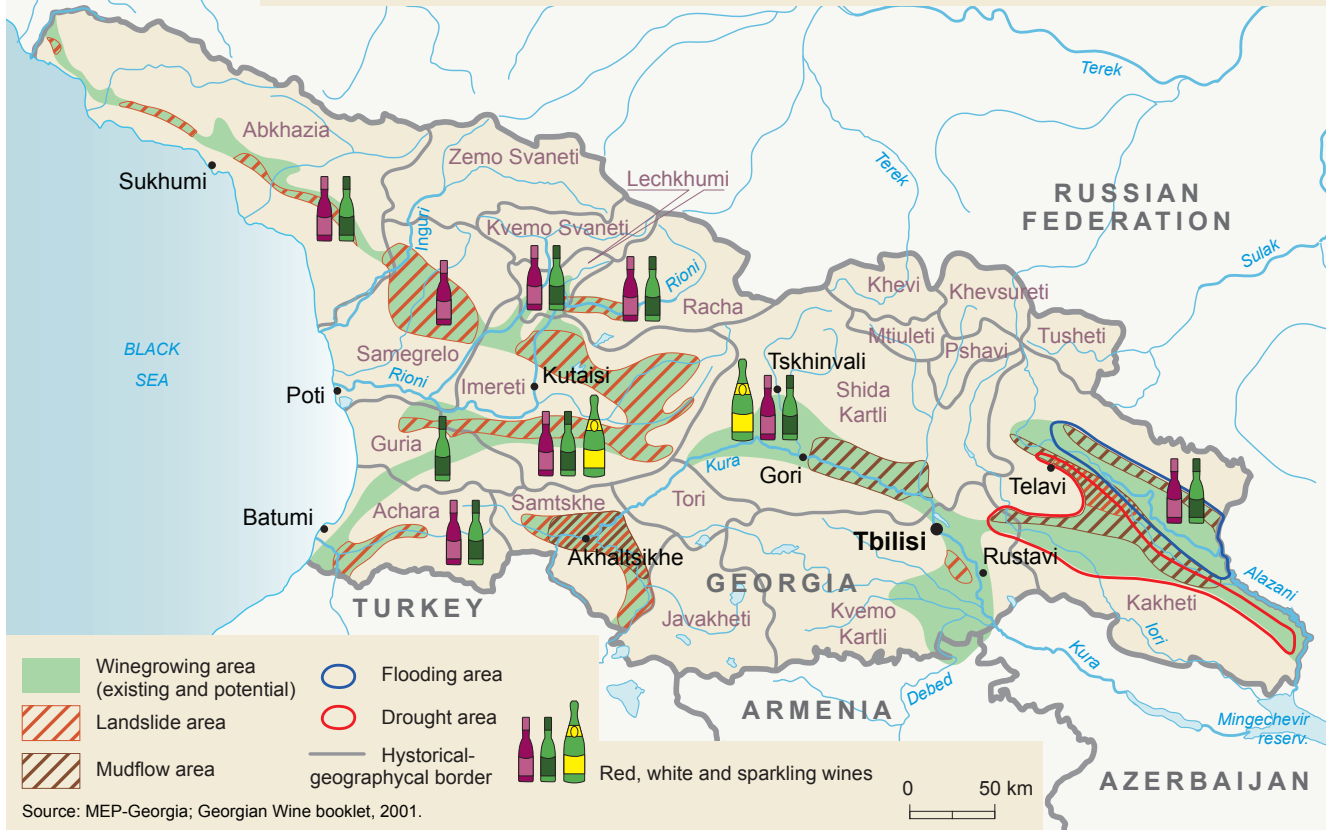 Terek
Abkhazia
Zemo Svaneti
Terek
Sukhumi
Lechkhumi
RUSSIAN
FEDERATION
Inguri
Kvemo Svaneti
Sulak
Rioni
Khevi
Khevsureti
Racha
Mtiuleti
Tusheti
Pshavi
BLACK
SEA
Samegrelo
Tskhinvali
Rioni
Imereti
Kutaisi
Shida
Kartli
Poti
Guria
Kura
Gori
Telavi
Achara
Samtskhe
Tori
Batumi
Tbilisi
Akhaltsikhe
Rustavi
GEORGIA
Alazani
TURKEY
Javakheti
Kvemo
Kartli
Kakheti
Iori
Kura
Debed
ARMENIA
Mingechevir
reserv.
AZERBAIJAN
Winegrowing area
(existing and potential)
Landslide area
Mudflow area
Flooding area
Drought area
Hystorical-
geographycal border
Red, white and sparkling wines
0 50 km
Source: MEP-Georgia; Georgian Wine booklet, 2001.